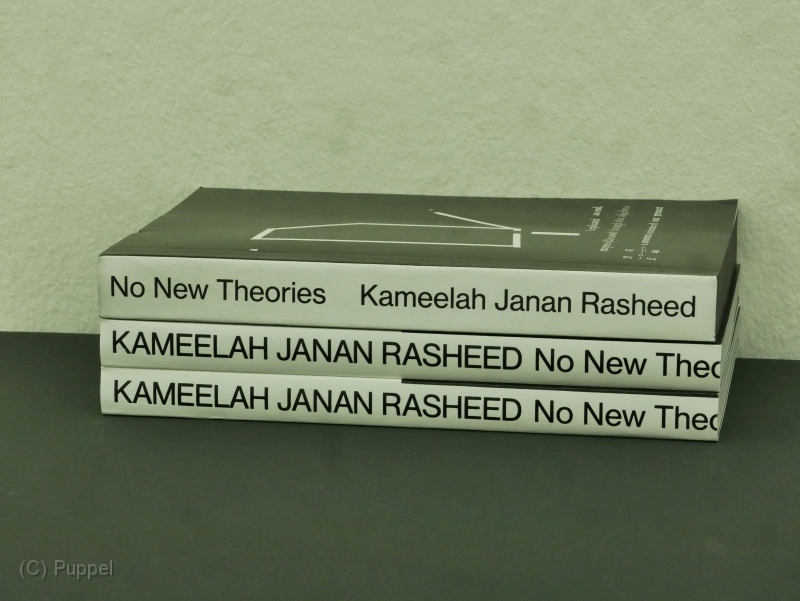 No New Theories Kameelah Janan Rasheed
KAMEELAH JANAN RASHEED No New Theo
KAMEELAH JANAN RASHEED No New Theo
(C) Puppel